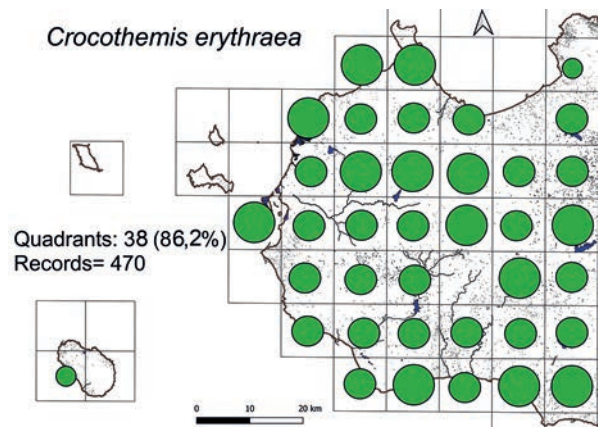 Crocothemis erythraea
Quadrants: 38 (86,2%)
Records= 470
0 10 20 km